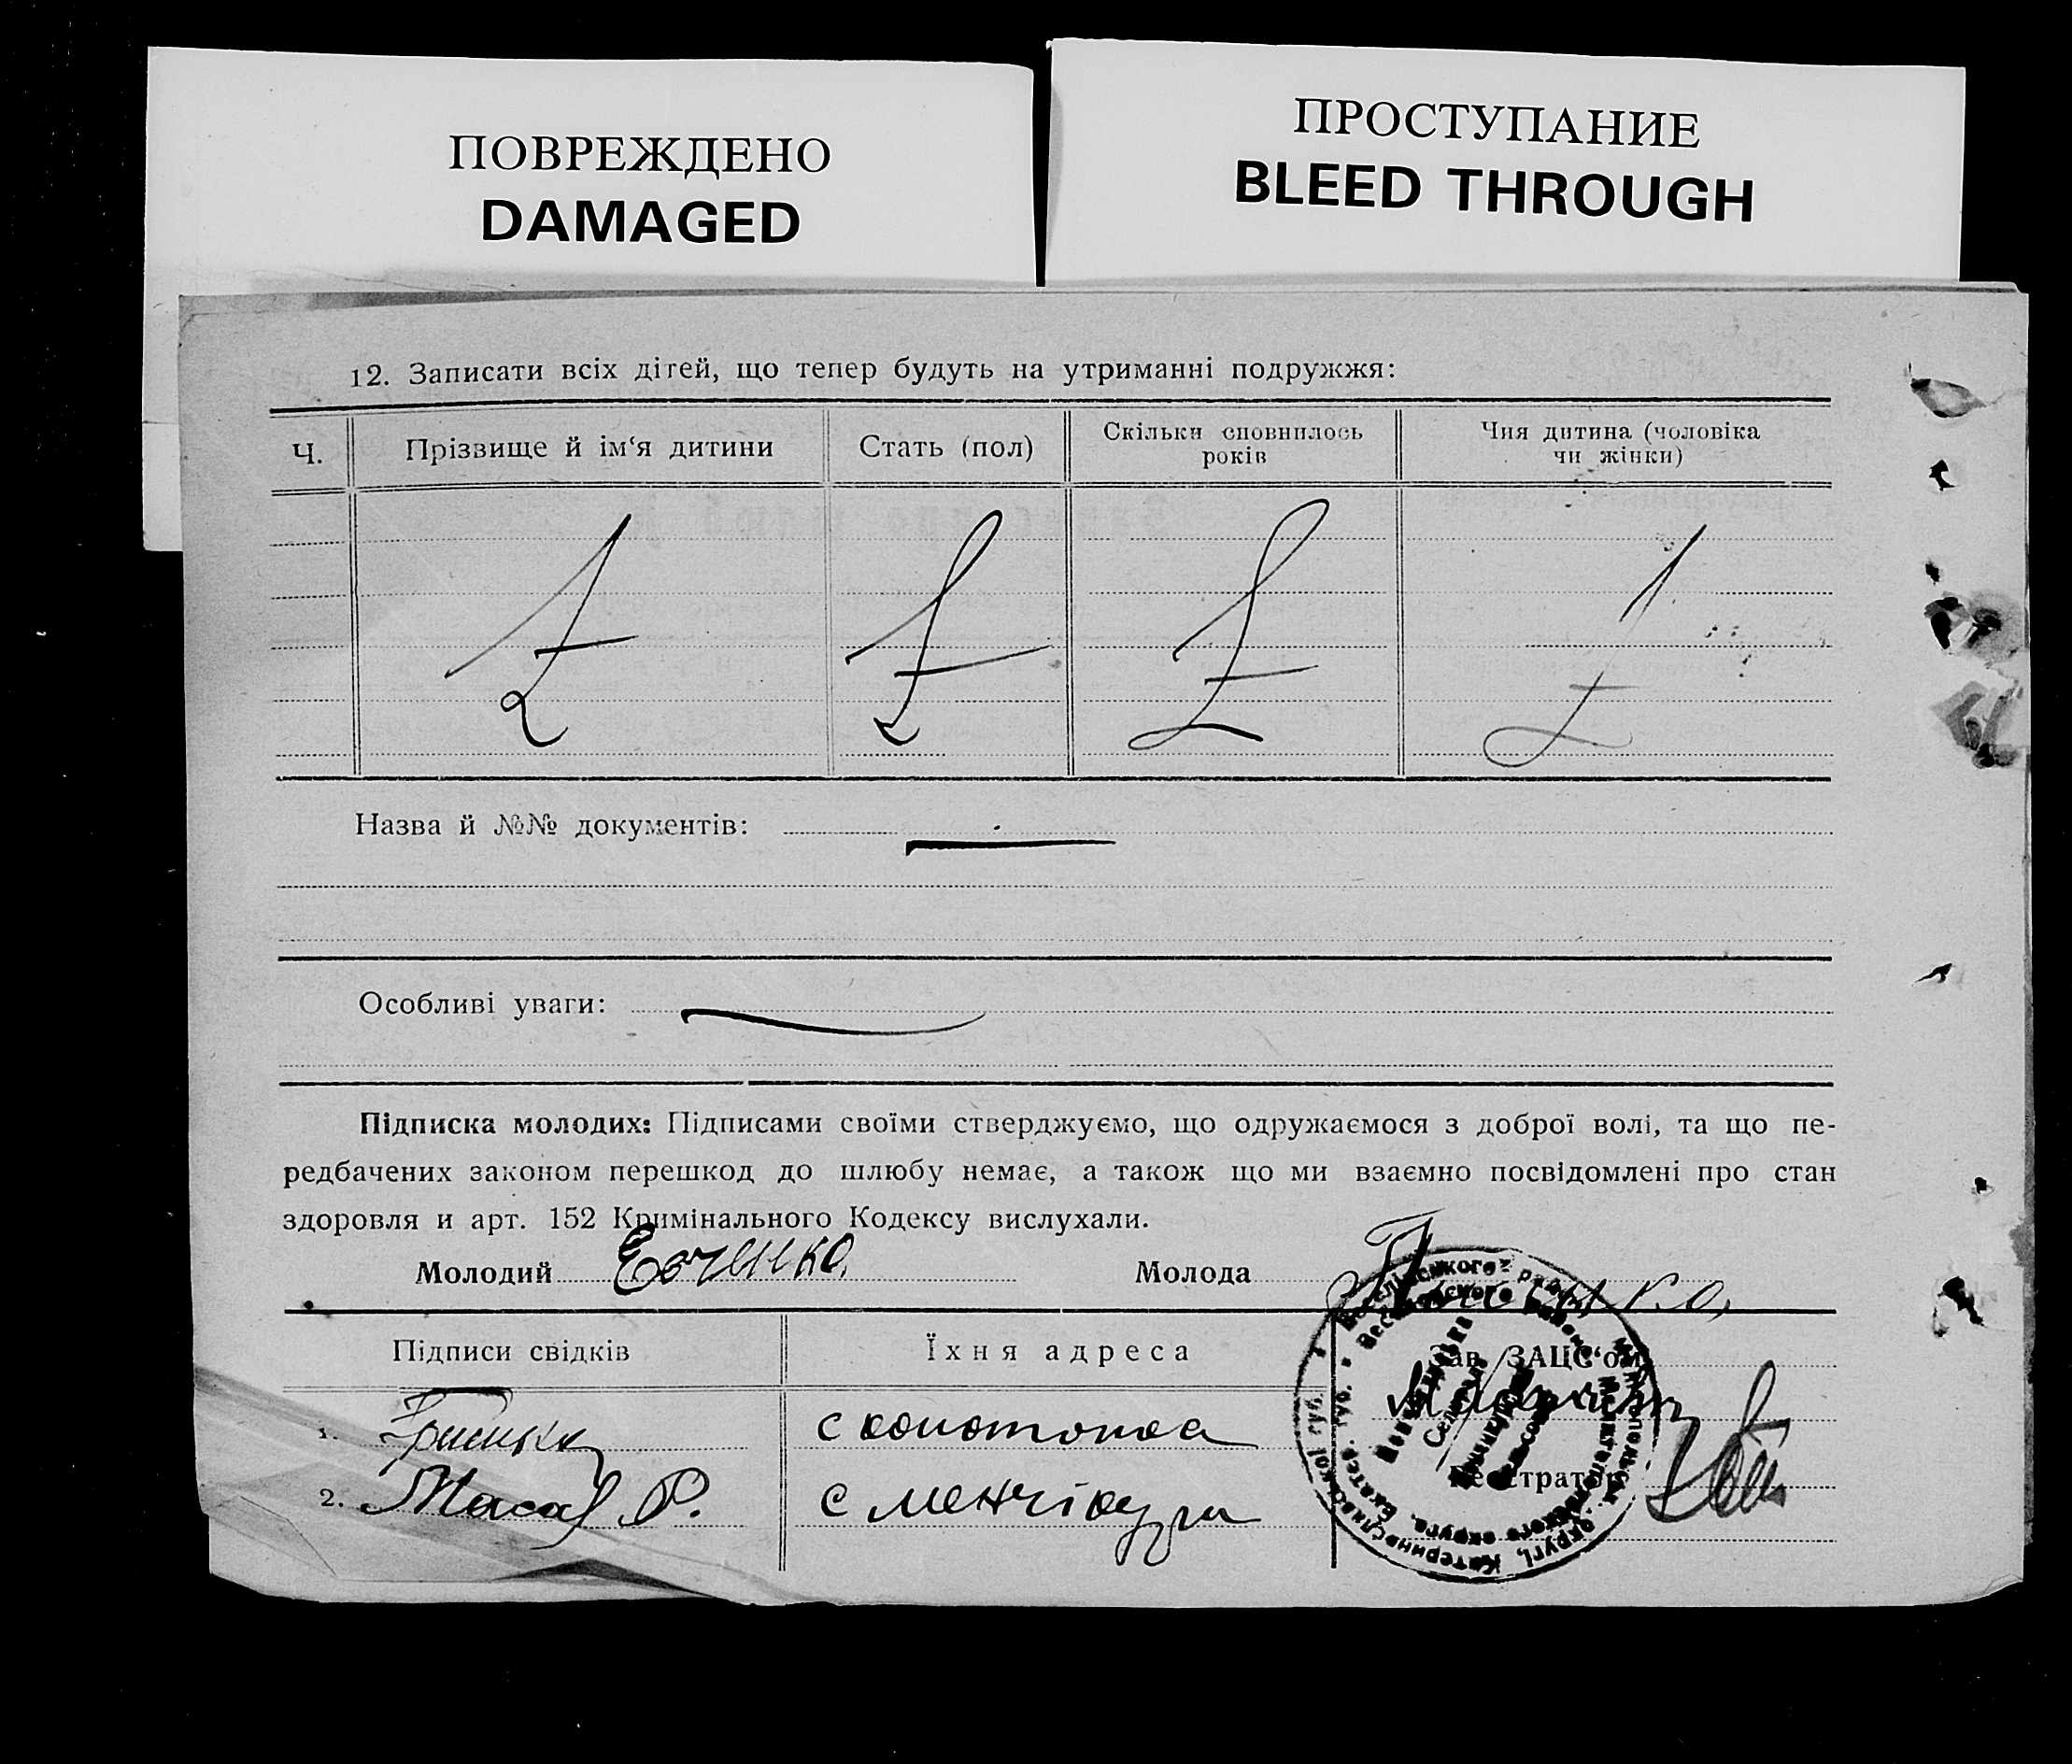 ПОВРЕЖДЕНО
DAMAGED
ПРОСТУПАНИЕ
BLEED THROUGH
12. Записати всіх дітей, що тепер будуть на утриманні подружжя:
Ч.
Прізвище й ім‘я дитини
Стать (пол)
Скільки сповнилось
років
Чия дитина (чоловіка
чи жінки)
Назва й №№ документів:
Особливі уваги:
Підписка молодих: Підписами своїми стверджуємо, що одружаємося з доброї волі, та що пе-
редбачених законом перешкод до шлюбу немає, а також що ми взаємно посвідомлені про стан
здоровля и арт. 152 Кримінального Кодексу вислухали.
Молодий
Молода
Підписи свідків
Їхня адреса
Зав. ЗАЦС‘ом
1.
с
2. Р.
с
Реєстратор